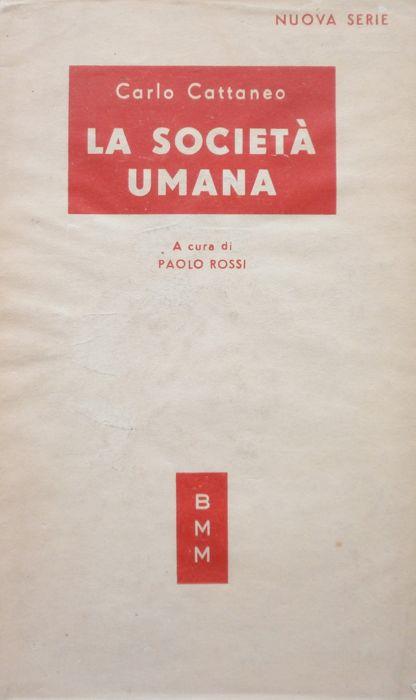 NUOVA SERIE
Carlo Cattaneo
LA SOCIETÀ
UMANA
A cura di
PAOLO ROSSI
B
M
M